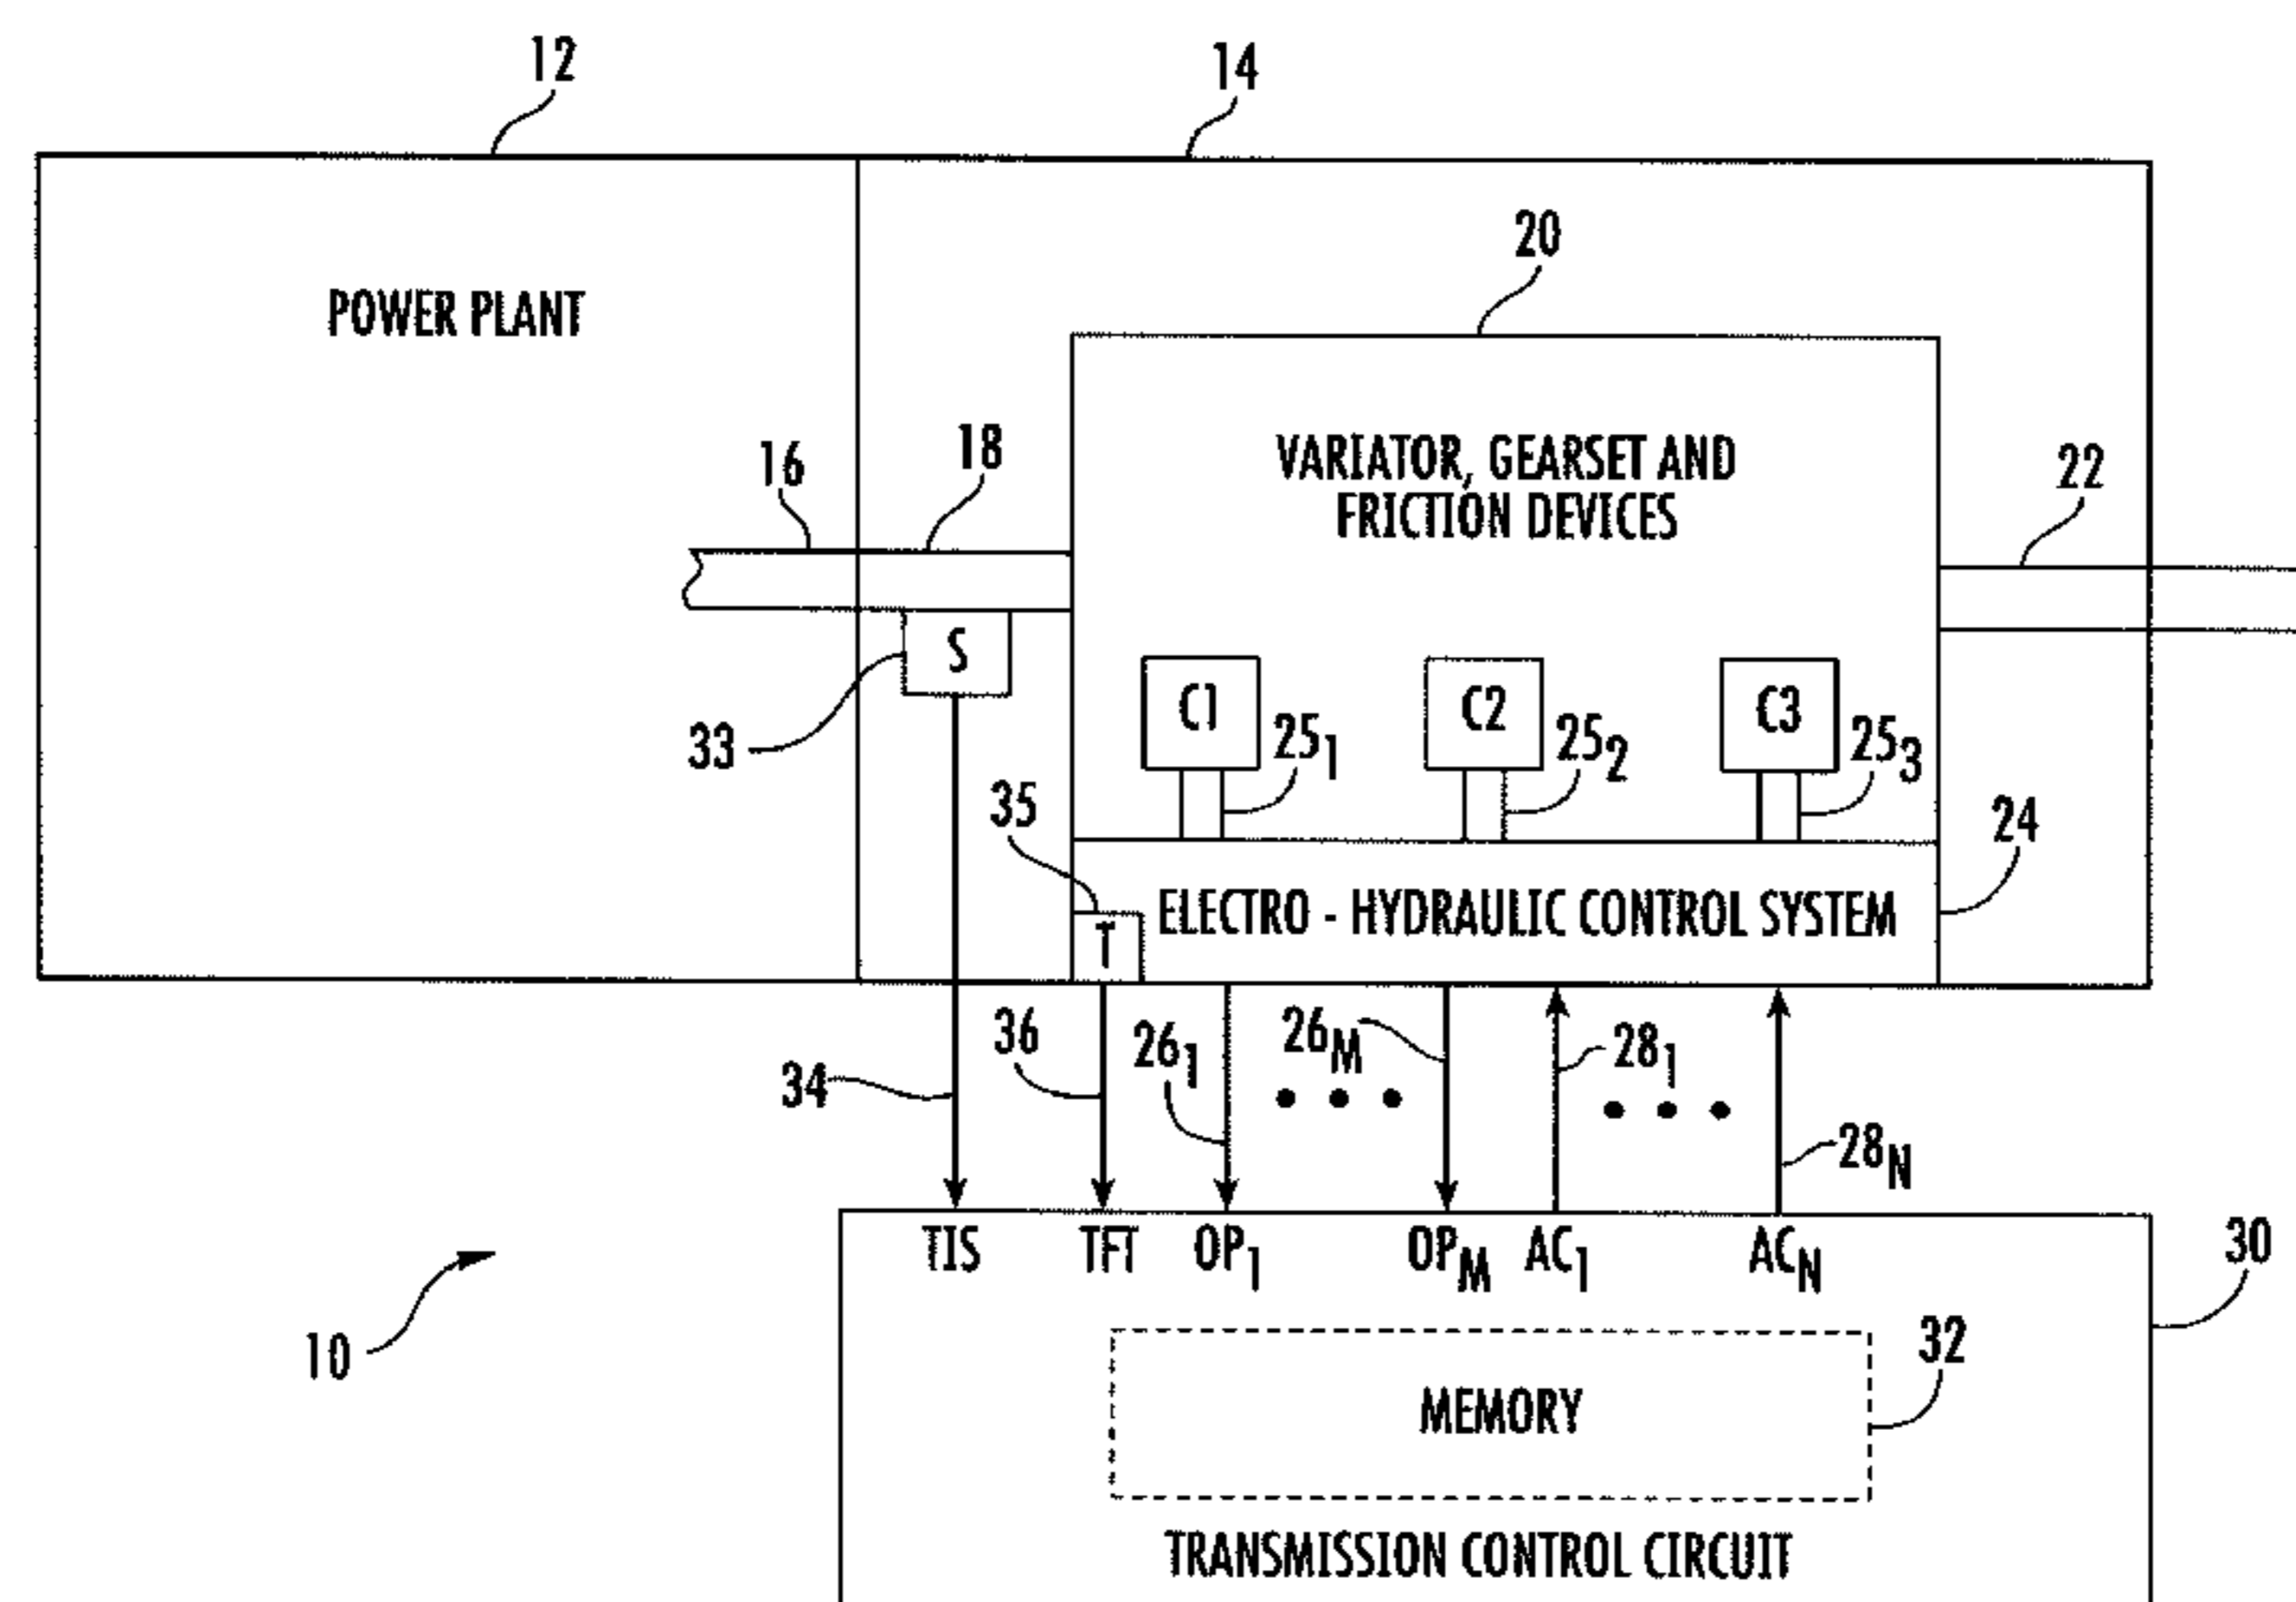 12
14
20
POWER PLANT
16
18
VARIATOR, GEARSET AND
FRICTION DEVICES
22
S
33
C1
C2
C3
25₁
25₂
25₃
35
24
T
ELECTRO - HYDRAULIC CONTROL SYSTEM
34
36
26₁
• • •
26M
28₁
• • •
28N
TIS TFT OP₁ OPM AC₁ ACN
30
10
32
MEMORY
TRANSMISSION CONTROL CIRCUIT